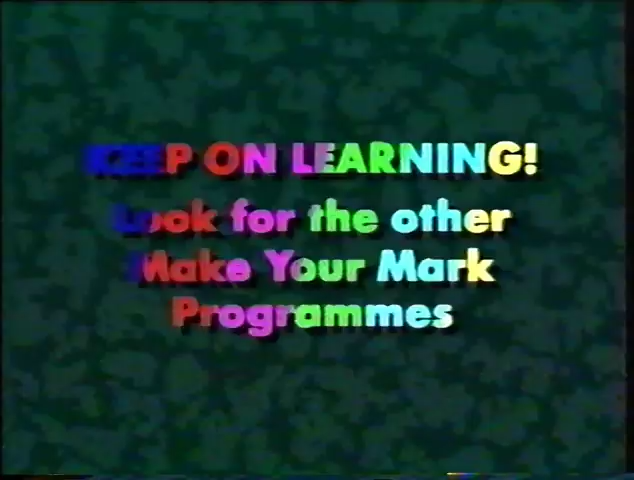 KEEP ON LEARNING!
Look for the other
Make Your Mark
Programmes